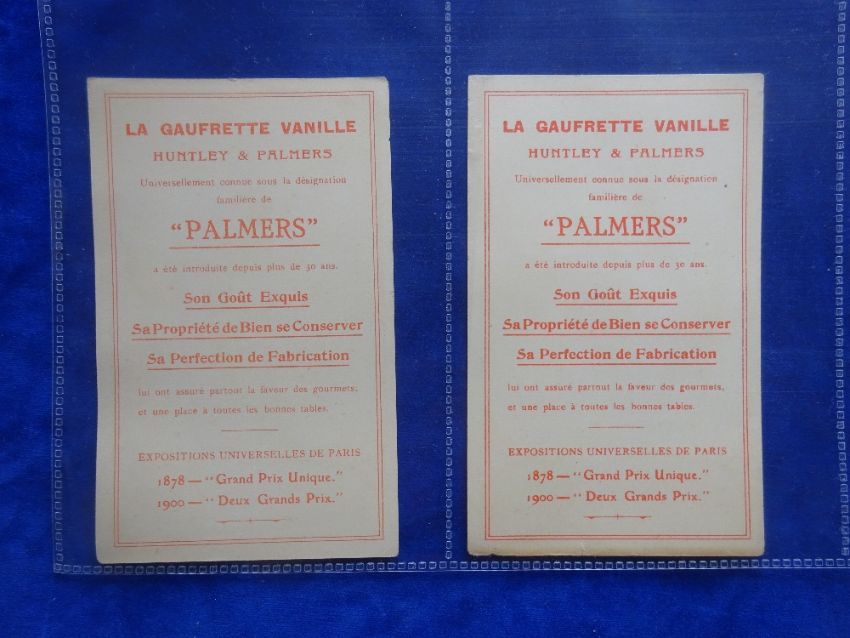 LA GAUFRETTE VANILLE
HUNTLEY & PALMERS
Universellement connue sous la désignation
familière de
"PALMERS"
a été introduite depuis plus de 30 ans.
Son Goût Exquis
Sa Propriété de Bien se Conserver
Sa Perfection de Fabrication
lui ont assuré partout la faveur des gourmets,
et une place à toutes les bonnes tables.
EXPOSITIONS UNIVERSELLES DE PARIS
1878 — "Grand Prix Unique."
1900 — "Deux Grands Prix."
LA GAUFRETTE VANILLE
HUNTLEY & PALMERS
Universellement connue sous la désignation
familière de
"PALMERS"
a été introduite depuis plus de 30 ans.
Son Goût Exquis
Sa Propriété de Bien se Conserver
Sa Perfection de Fabrication
lui ont assuré partout la faveur des gourmets,
et une place à toutes les bonnes tables.
EXPOSITIONS UNIVERSELLES DE PARIS
1878 — "Grand Prix Unique."
1900 — "Deux Grands Prix."